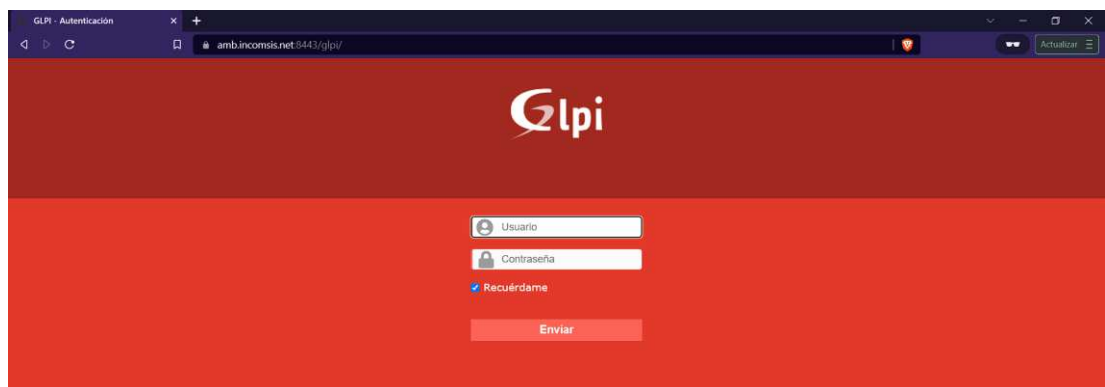 GLPI - Autenticación
amb.incomsis.net:8443/glpi/
Actualizar
Glpi
Usuario
Contraseña
Recuérdame
Enviar